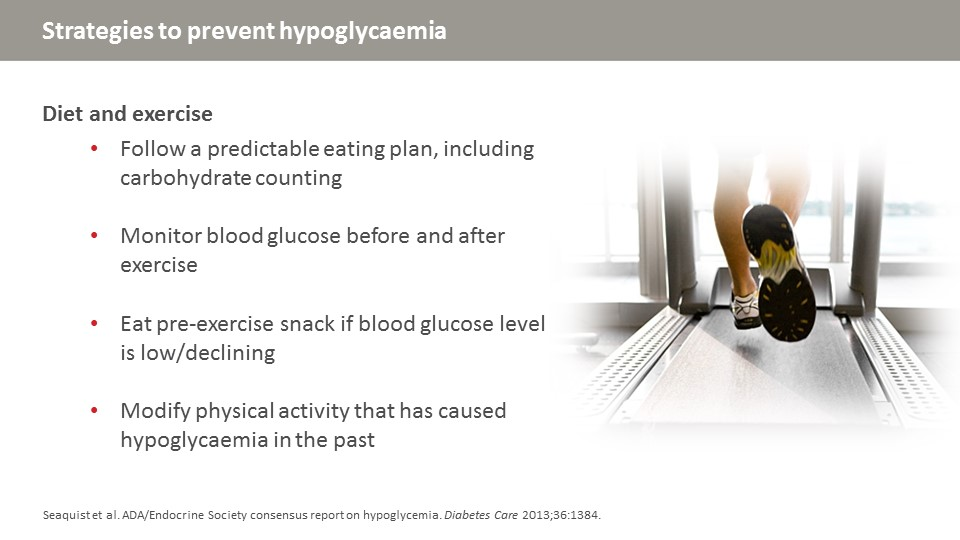 Strategies to prevent hypoglycaemia
Diet and exercise
• Follow a predictable eating plan, including
carbohydrate counting
• Monitor blood glucose before and after
exercise
• Eat pre-exercise snack if blood glucose level
is low/declining
• Modify physical activity that has caused
hypoglycaemia in the past
Seaquist et al. ADA/Endocrine Society consensus report on hypoglycemia. Diabetes Care 2013;36:1384.